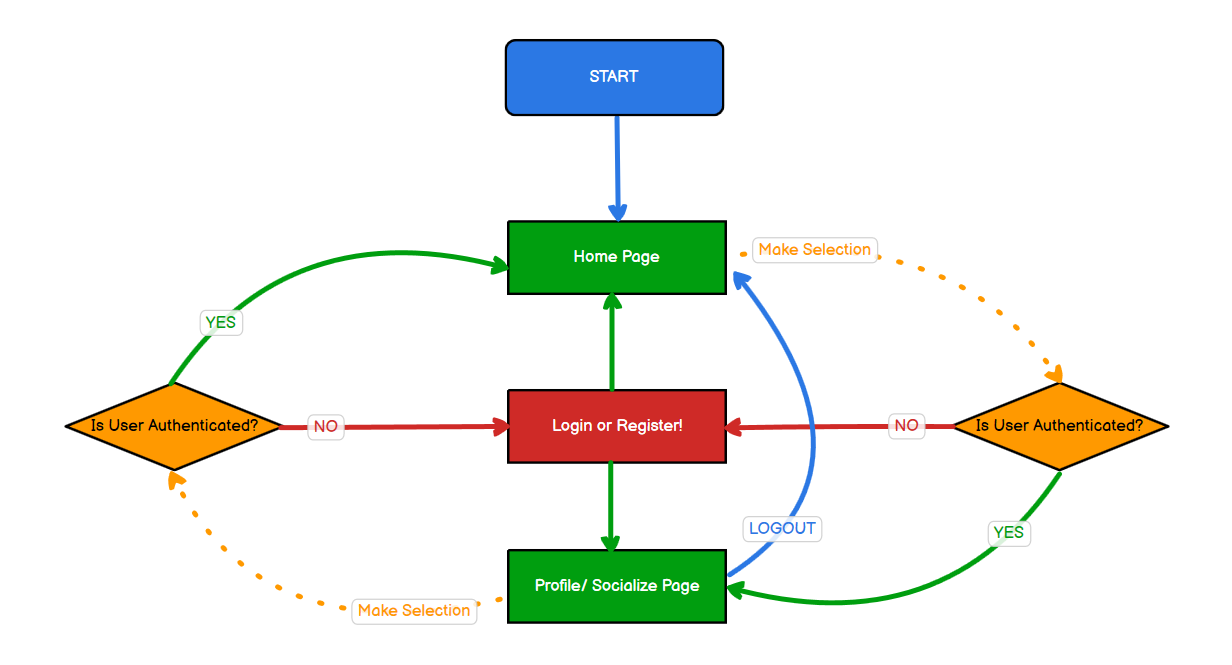 START
Home Page
Make Selection
YES
Is User Authenticated?
NO
Login or Register!
NO
Is User Authenticated?
LOGOUT
YES
Profile/ Socialize Page
Make Selection